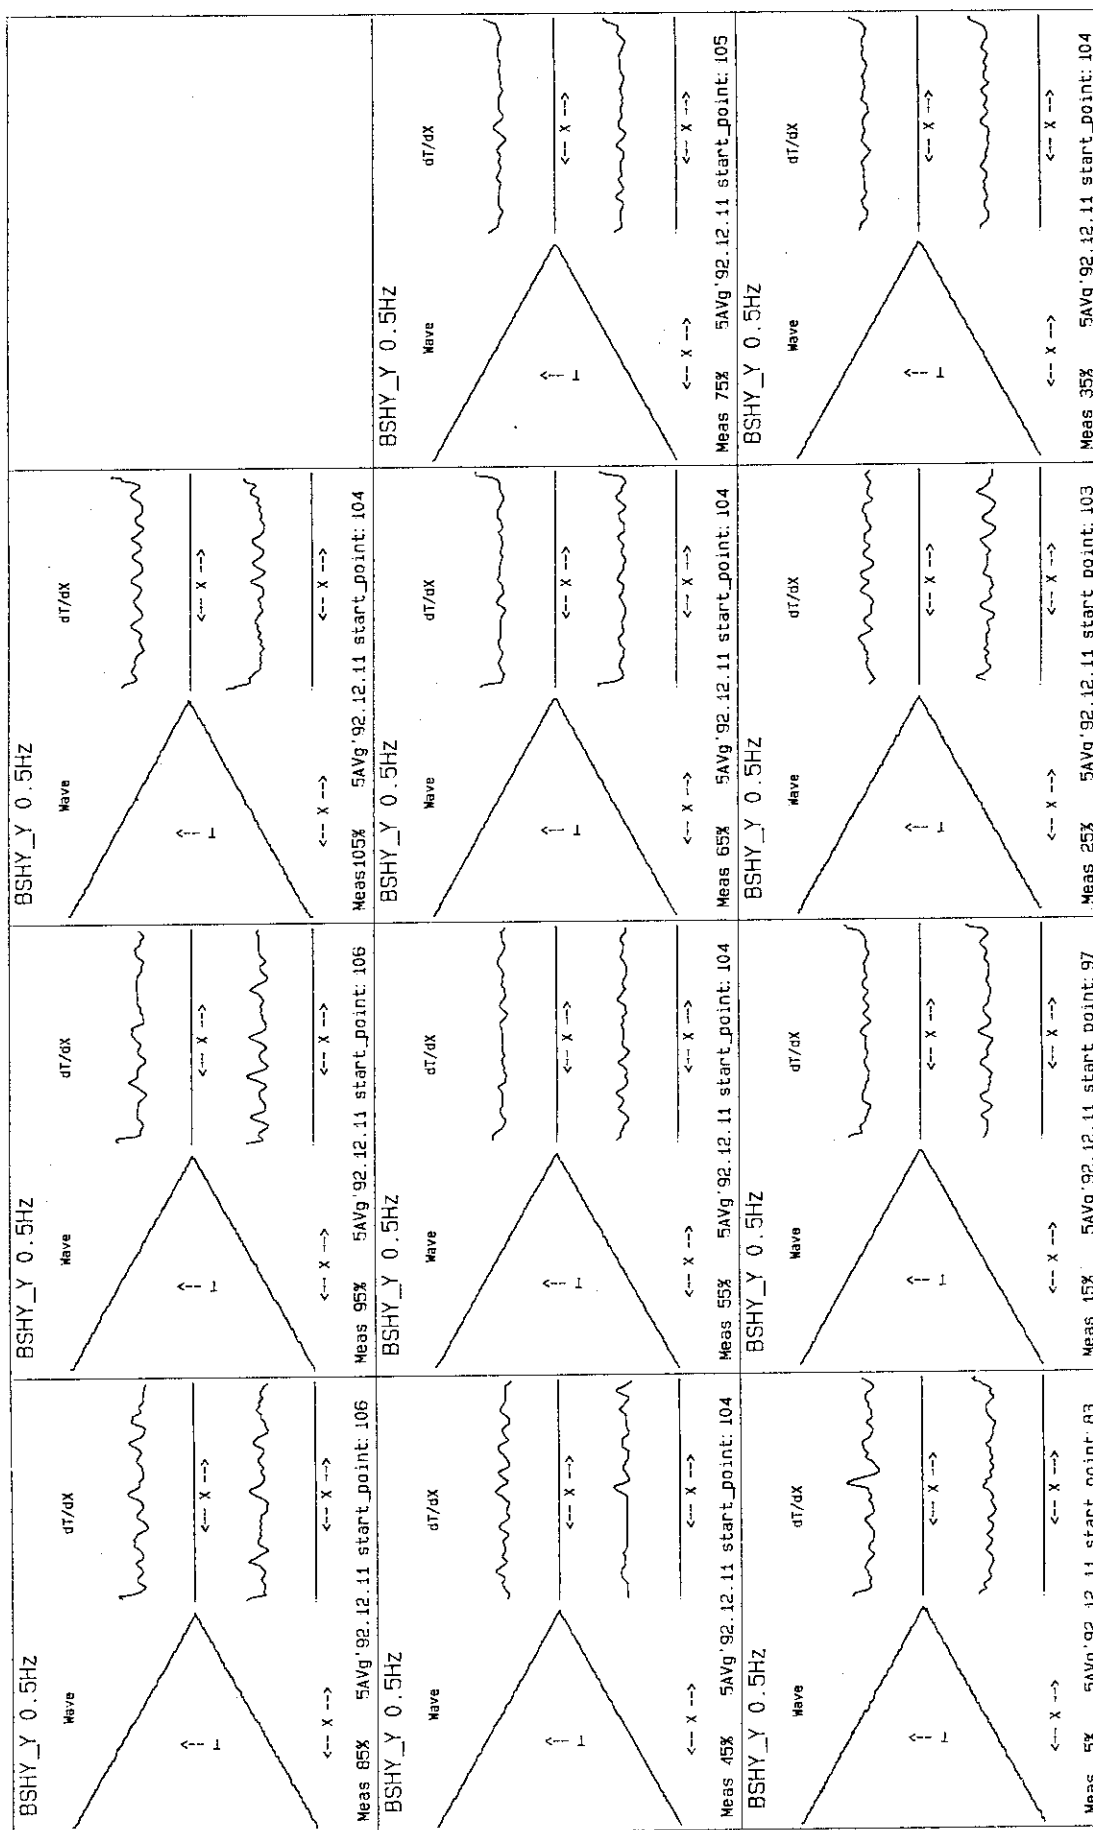 BSHY_Y 0.5HZ
Wave dT/dX
T -->
<-- X -->
<-- X --> <-- X -->
Meas 85% 5AVg'92.12.11 start_point: 106
BSHY_Y 0.5HZ
Wave dT/dX
T -->
<-- X -->
<-- X --> <-- X -->
Meas 95% 5AVg'92.12.11 start_point: 106
BSHY_Y 0.5HZ
Wave dT/dX
T -->
<-- X -->
<-- X --> <-- X -->
Meas105% 5AVg'92.12.11 start_point: 104
BSHY_Y 0.5HZ
Wave dT/dX
T -->
<-- X -->
<-- X --> <-- X -->
Meas 45% 5AVg'92.12.11 start_point: 104
BSHY_Y 0.5HZ
Wave dT/dX
T -->
<-- X -->
<-- X --> <-- X -->
Meas 55% 5AVg'92.12.11 start_point: 104
BSHY_Y 0.5HZ
Wave dT/dX
T -->
<-- X -->
<-- X --> <-- X -->
Meas 65% 5AVg'92.12.11 start_point: 104
BSHY_Y 0.5HZ
Wave dT/dX
T -->
<-- X -->
<-- X --> <-- X -->
Meas 75% 5AVg'92.12.11 start_point: 105
BSHY_Y 0.5HZ
Wave dT/dX
T -->
<-- X -->
<-- X --> <-- X -->
Meas 5% 5AVg'92.12.11 start_point: 83
BSHY_Y 0.5HZ
Wave dT/dX
T -->
<-- X -->
<-- X --> <-- X -->
Meas 15% 5AVg'92.12.11 start_point: 97
BSHY_Y 0.5HZ
Wave dT/dX
T -->
<-- X -->
<-- X --> <-- X -->
Meas 25% 5AVg'92.12.11 start_point: 103
BSHY_Y 0.5HZ
Wave dT/dX
T -->
<-- X -->
<-- X --> <-- X -->
Meas 35% 5AVg'92.12.11 start_point: 104